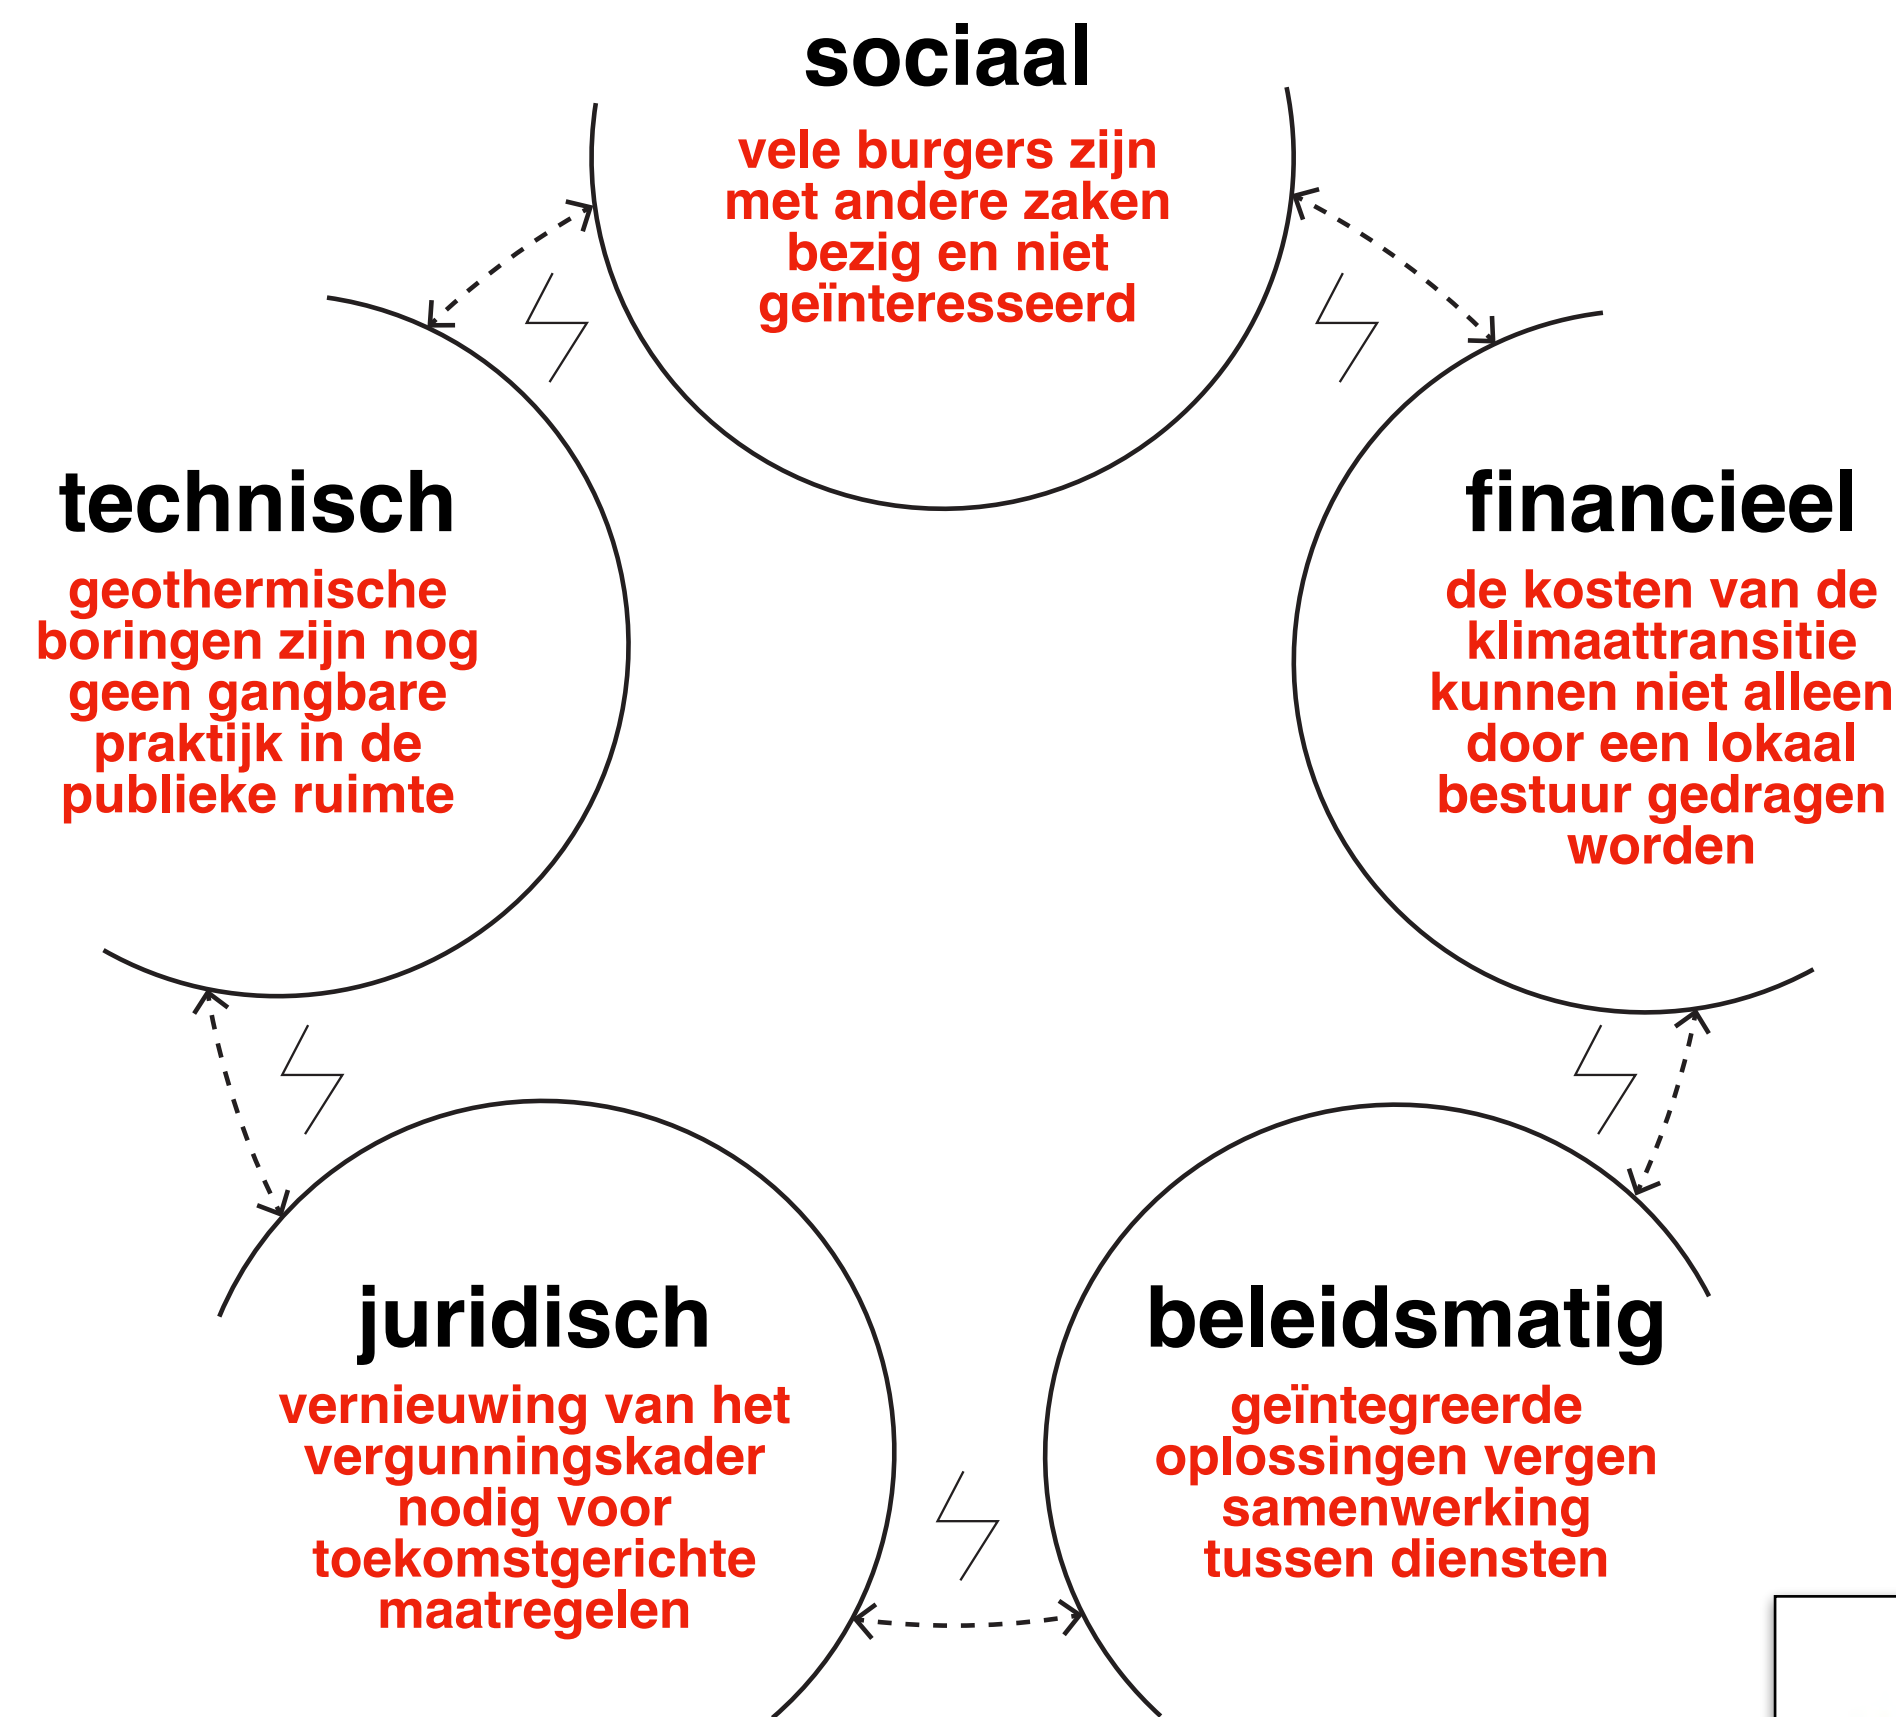 sociaal
vele burgers zijn
met andere zaken
bezig en niet
geïnteresseerd
technisch
geothermische
boringen zijn nog
geen gangbare
praktijk in de
publieke ruimte
financieel
de kosten van de
klimaattransitie
kunnen niet alleen
door een lokaal
bestuur gedragen
worden
juridisch
vernieuwing van het
vergunningskader
nodig voor
toekomstgerichte
maatregelen
beleidsmatig
geïntegreerde
oplossingen vergen
samenwerking
tussen diensten